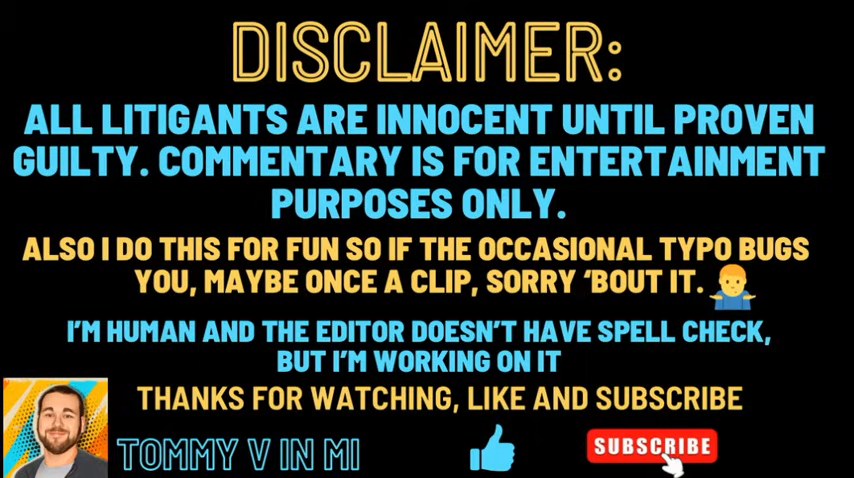 DISCLAIMER:
ALL LITIGANTS ARE INNOCENT UNTIL PROVEN
GUILTY. COMMENTARY IS FOR ENTERTAINMENT
PURPOSES ONLY.
ALSO I DO THIS FOR FUN SO IF THE OCCASIONAL TYPO BUGS
YOU, MAYBE ONCE A CLIP, SORRY ‘BOUT IT.
I’M HUMAN AND THE EDITOR DOESN’T HAVE SPELL CHECK,
BUT I’M WORKING ON IT
THANKS FOR WATCHING, LIKE AND SUBSCRIBE
TOMMY V IN MI
SUBSCRIBE